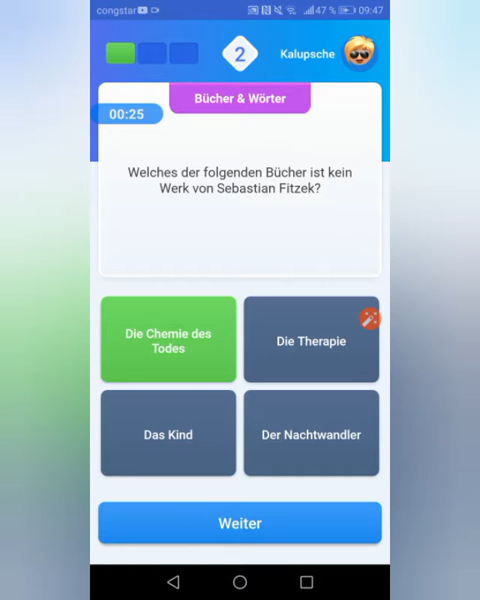 congstar 47 % 09:47
2 Kalupsche
Bücher & Wörter
00:25
Welches der folgenden Bücher ist kein
Werk von Sebastian Fitzek?
Die Chemie des
Todes
Die Therapie
Das Kind
Der Nachtwandler
Weiter